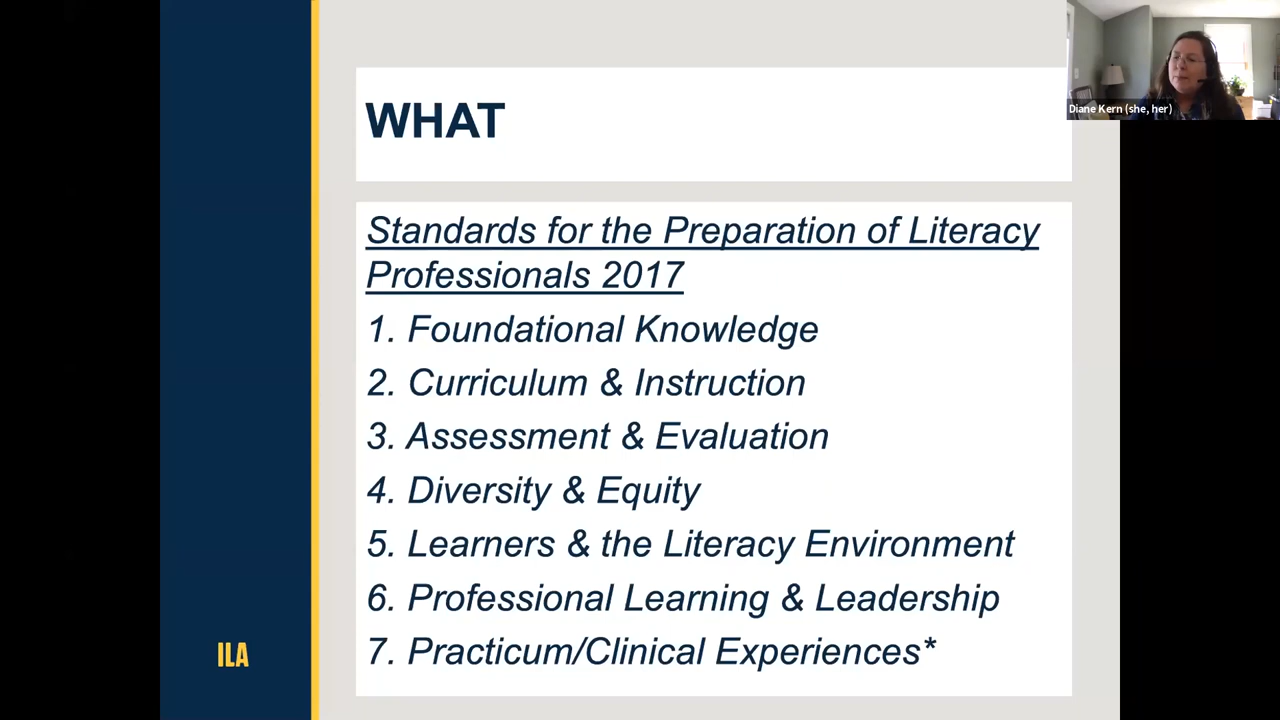 WHAT
Diane Kern (she, her)
Standards for the Preparation of Literacy
Professionals 2017
1. Foundational Knowledge
2. Curriculum & Instruction
3. Assessment & Evaluation
4. Diversity & Equity
5. Learners & the Literacy Environment
6. Professional Learning & Leadership
7. Practicum/Clinical Experiences*
ILA